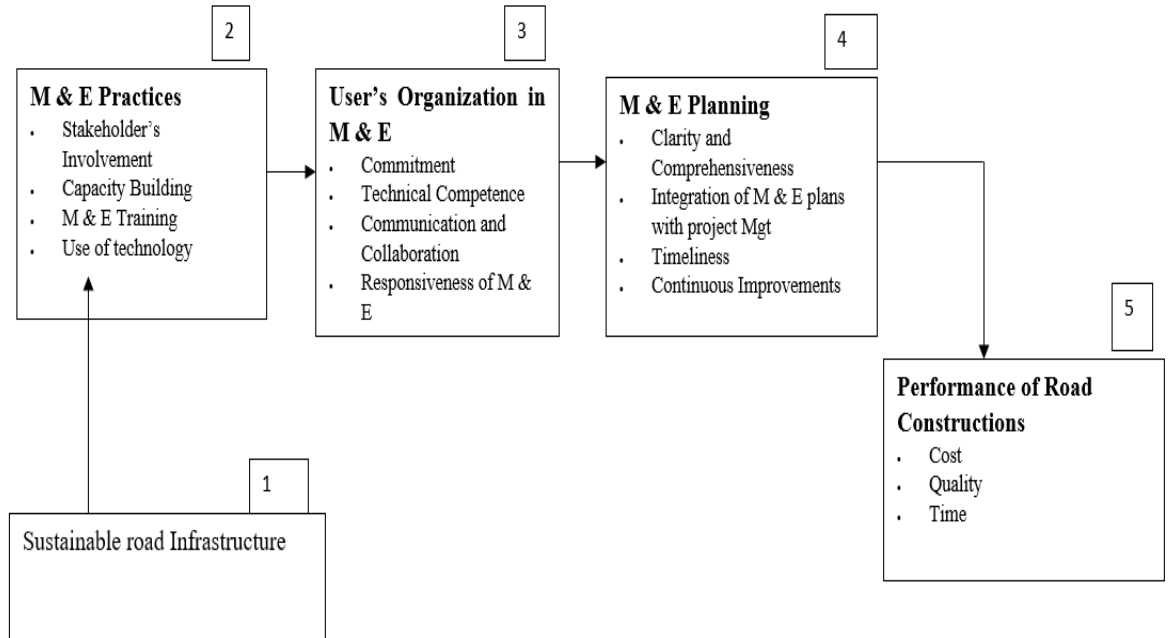 2
M & E Practices
• Stakeholder's
Involvement
• Capacity Building
• M & E Training
• Use of technology
3
User's Organization in
M & E
• Commitment
• Technical Competence
• Communication and
Collaboration
• Responsiveness of M &
E
4
M & E Planning
• Clarity and
Comprehensiveness
• Integration of M & E plans
with project Mgt
• Timeliness
• Continuous Improvements
5
Performance of Road
Constructions
• Cost
• Quality
• Time
1
Sustainable road Infrastructure